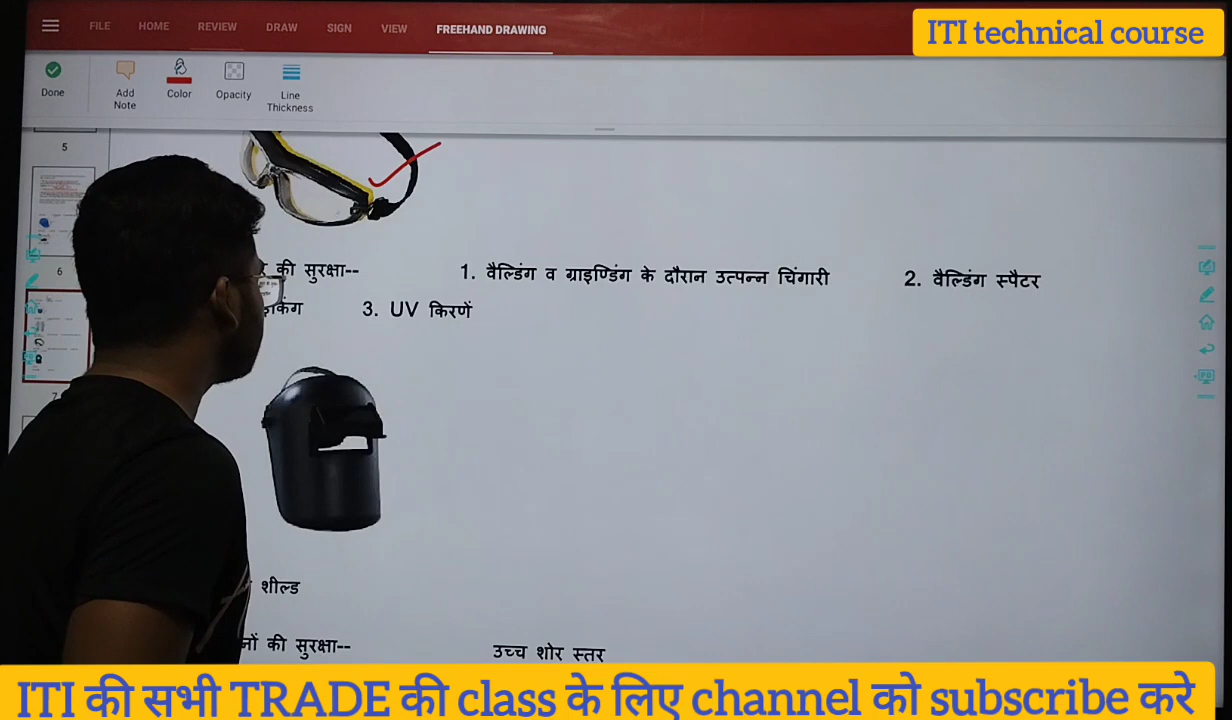 FILE HOME REVIEW DRAW SIGN VIEW FREEHAND DRAWING
ITI technical course
Done Add Note Color Opacity Line Thickness
5
की सुरक्षा-- 1. वैल्डिंग व ग्राइण्डिंग के दौरान उत्पन्न चिंगारी 2. वैल्डिंग स्पैटर
6
3. UV किरणें
7
शील्ड
की सुरक्षा-- उच्च शोर स्तर
ITI की सभी TRADE की class के लिए channel को subscribe करे